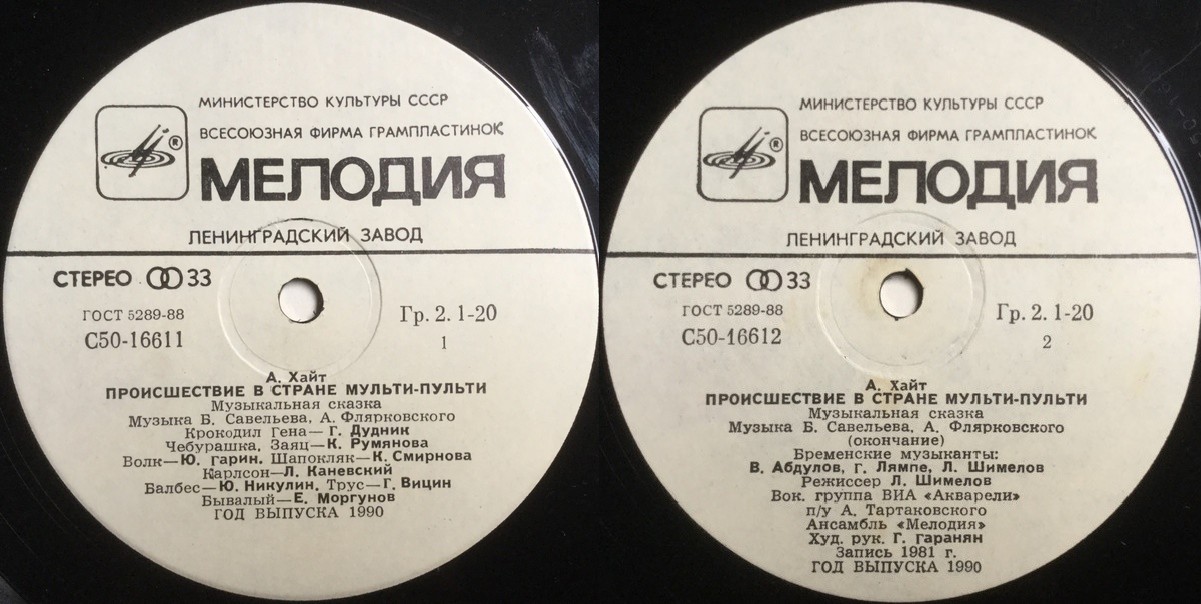 МИНИСТЕРСТВО КУЛЬТУРЫ СССР
ВСЕСОЮЗНАЯ ФИРМА ГРАМПЛАСТИНОК
®
МЕЛОДИЯ
ЛЕНИНГРАДСКИЙ ЗАВОД
СТЕРЕО 33
ГОСТ 5289-88
Гр. 2. 1-20
С50-16611
1
А. Хайт
ПРОИСШЕСТВИЕ В СТРАНЕ МУЛЬТИ-ПУЛЬТИ
Музыкальная сказка
Музыка Б. Савельева, А. Флярковского
Крокодил Гена— Г. Дудник
Чебурашка, Заяц—К. Румянова
Волк—Ю. гарин, Шапокляк—К. Смирнова
Карлсон—Л. Каневский
Балбес—Ю. Никулин, Трус—Г. Вицин
Бывалый—Е. Моргунов
ГОД ВЫПУСКА 1990
МИНИСТЕРСТВО КУЛЬТУРЫ СССР
ВСЕСОЮЗНАЯ ФИРМА ГРАМПЛАСТИНОК
®
МЕЛОДИЯ
ЛЕНИНГРАДСКИЙ ЗАВОД
СТЕРЕО 33
ГОСТ 5289-88
Гр. 2. 1-20
С50-16612
2
А. Хайт
ПРОИСШЕСТВИЕ В СТРАНЕ МУЛЬТИ-ПУЛЬТИ
Музыкальная сказка
Музыка Б. Савельева, А. Флярковского
(окончание)
Бременские музыканты:
В. Абдулов, г. Лямпе, Л. Шимелов
Режиссер Л. Шимелов
Вок. группа ВИА «Акварели»
п/у А. Тартаковского
Ансамбль «Мелодия»
Худ. рук. Г. гаранян
Запись 1981 г.
ГОД ВЫПУСКА 1990